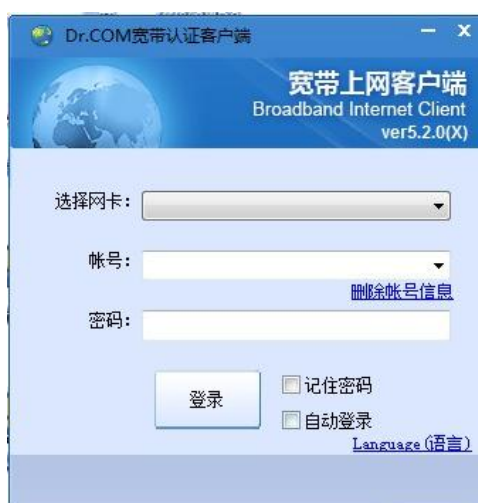 Dr.COM宽带认证客户端
宽带上网客户端
Broadband Internet Client
ver5.2.0(X)
选择网卡:
帐号:
删除帐号信息
密码:
登录
记住密码
自动登录
Language(语言)